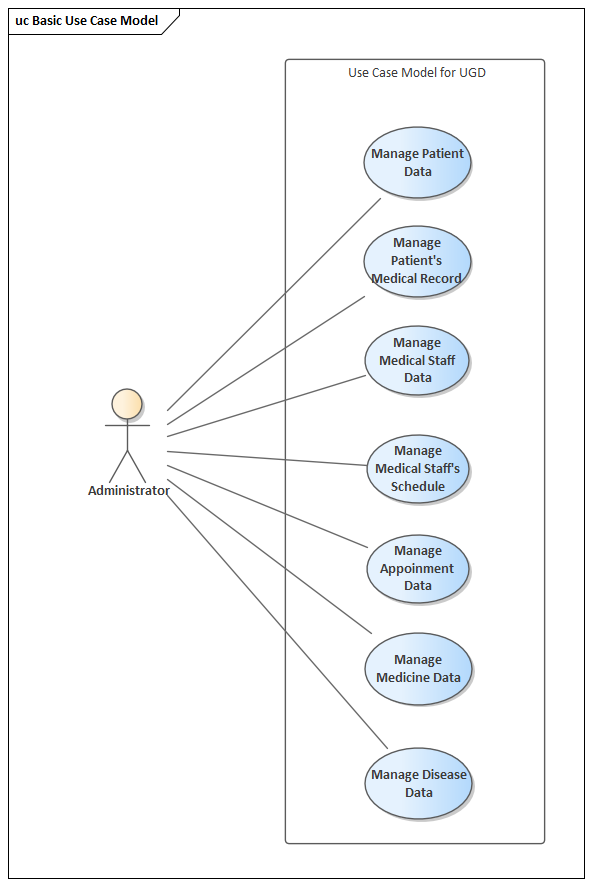 uc Basic Use Case Model
Use Case Model for UGD
Manage Patient
Data
Manage
Patient's
Medical Record
Manage
Medical Staff
Data
Manage
Medical Staff's
Schedule
Administrator
Manage
Appoinment
Data
Manage
Medicine Data
Manage Disease
Data